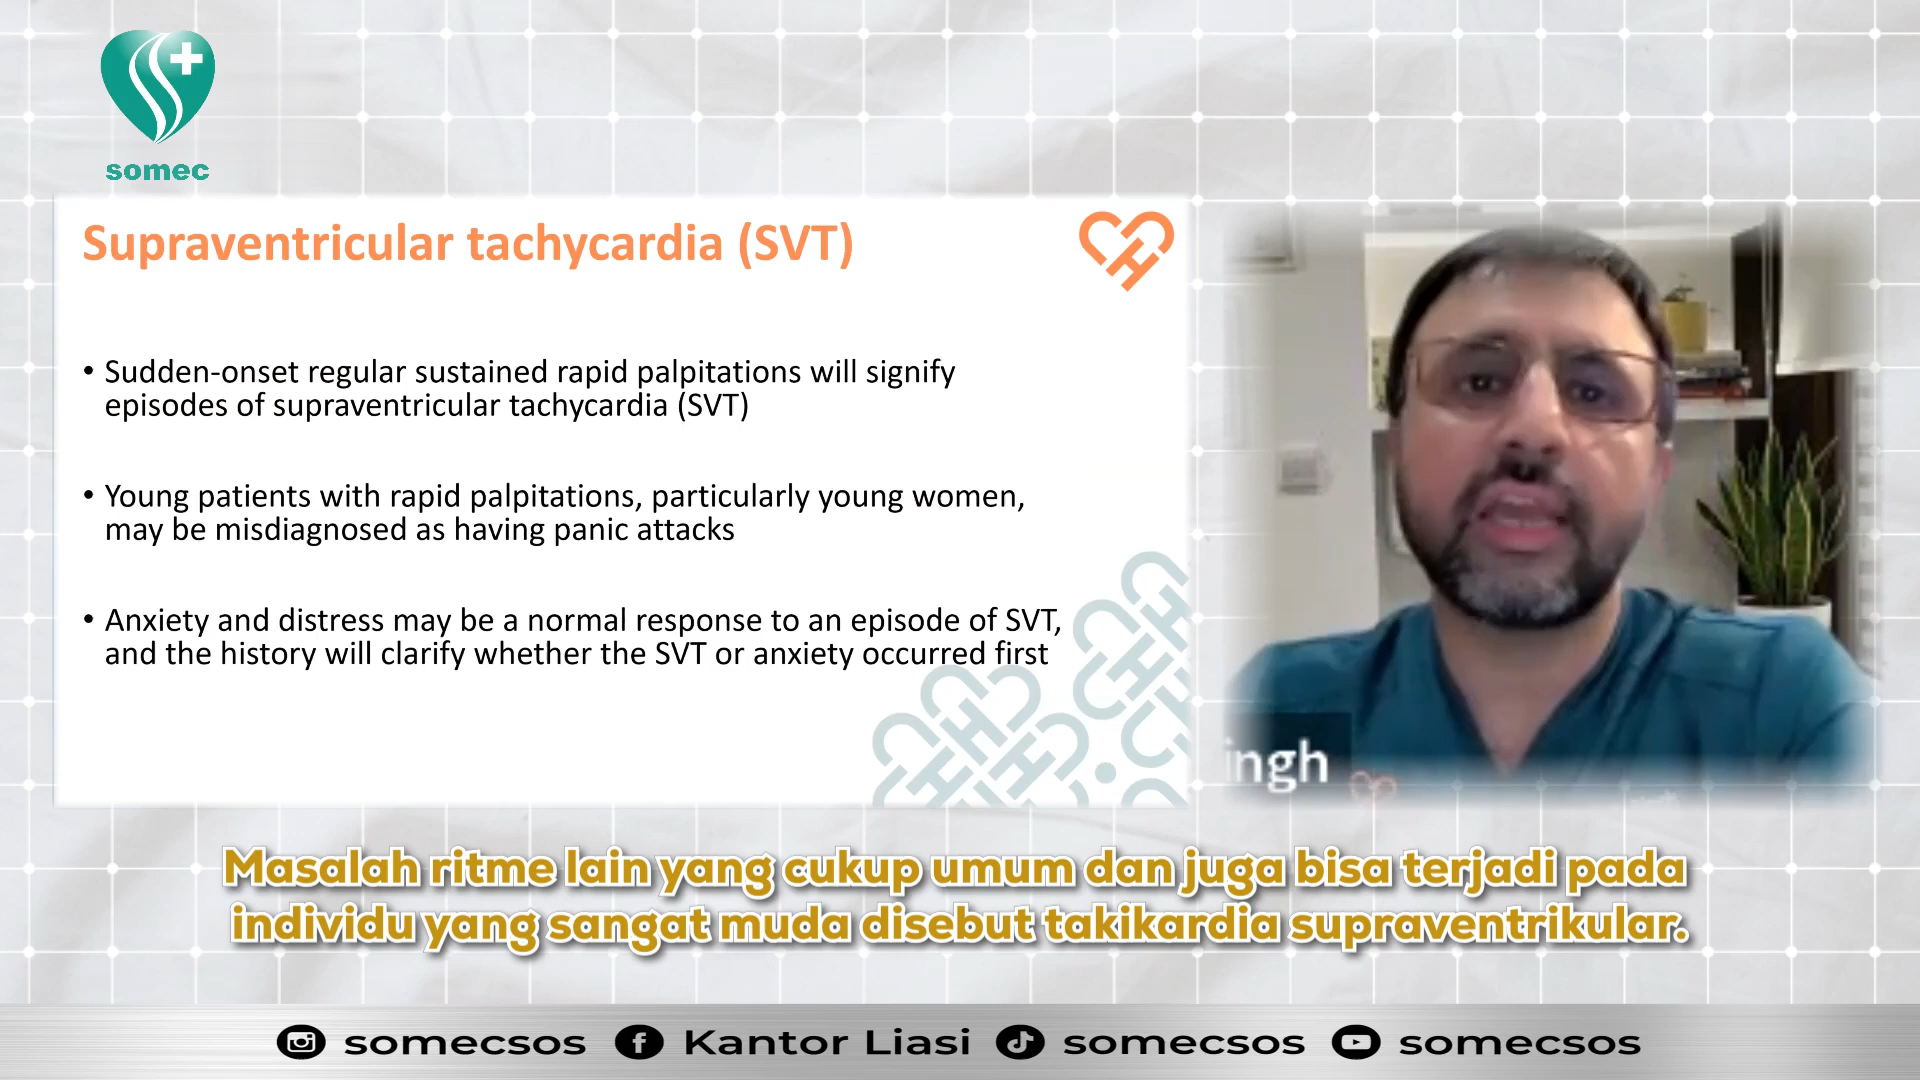 somec
Supraventricular tachycardia (SVT)
• Sudden-onset regular sustained rapid palpitations will signify
episodes of supraventricular tachycardia (SVT)
• Young patients with rapid palpitations, particularly young women,
may be misdiagnosed as having panic attacks
• Anxiety and distress may be a normal response to an episode of SVT,
and the history will clarify whether the SVT or anxiety occurred first
ingh
Masalah ritme lain yang cukup umum dan juga bisa terjadi pada
individu yang sangat muda disebut takikardia supraventrikular.
somecsos Kantor Liasi somecsos somecsos